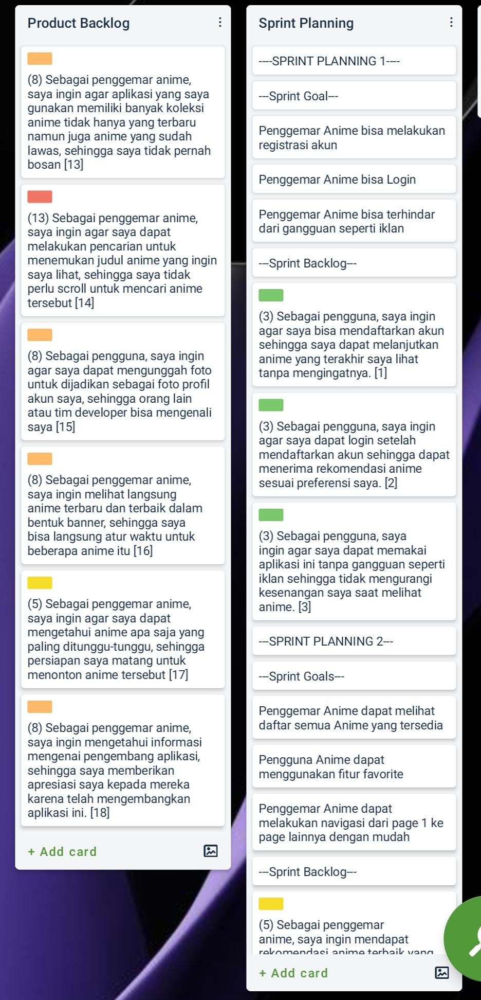 Product Backlog
(8) Sebagai penggemar anime,
saya ingin agar aplikasi yang saya
gunakan memiliki banyak koleksi
anime tidak hanya yang terbaru
namun juga anime yang sudah
lawas, sehingga saya tidak pernah
bosan [13]
(13) Sebagai penggemar anime,
saya ingin agar saya dapat
melakukan pencarian untuk
menemukan judul anime yang ingin
saya lihat, sehingga saya tidak
perlu scroll untuk mencari anime
tersebut [14]
(8) Sebagai pengguna, saya ingin
agar saya dapat mengunggah foto
untuk dijadikan sebagai foto profil
akun saya, sehingga orang lain
atau tim developer bisa mengenali
saya [15]
(8) Sebagai penggemar anime,
saya ingin melihat langsung
anime terbaru dan terbaik dalam
bentuk banner, sehingga saya
bisa langsung atur waktu untuk
beberapa anime itu [16]
(5) Sebagai penggemar anime,
saya ingin agar saya dapat
mengetahui anime apa saja yang
paling ditunggu-tunggu, sehingga
persiapan saya matang untuk
menonton anime tersebut [17]
(8) Sebagai penggemar anime,
saya ingin mengetahui informasi
mengenai pengembang aplikasi,
sehingga saya memberikan
apresiasi saya kepada mereka
karena telah mengembangkan
aplikasi ini. [18]
+ Add card
Sprint Planning
----SPRINT PLANNING 1----
---Sprint Goal---
Penggemar Anime bisa melakukan
registrasi akun
Penggemar Anime bisa Login
Penggemar Anime bisa terhindar
dari gangguan seperti iklan
---Sprint Backlog---
(3) Sebagai pengguna, saya ingin
agar saya bisa mendaftarkan akun
sehingga saya dapat melanjutkan
anime yang terakhir saya lihat
tanpa mengingatnya. [1]
(3) Sebagai pengguna, saya ingin
agar saya dapat login setelah
mendaftarkan akun sehingga dapat
menerima rekomendasi anime
sesuai preferensi saya. [2]
(3) Sebagai pengguna, saya
ingin agar saya dapat memakai
aplikasi ini tanpa gangguan seperti
iklan sehingga tidak mengurangi
kesenangan saya saat melihat
anime. [3]
---SPRINT PLANNING 2---
---Sprint Goals---
Penggemar Anime dapat melihat
daftar semua Anime yang tersedia
Pengguna Anime dapat
menggunakan fitur favorite
Penggemar Anime dapat
melakukan navigasi dari page 1 ke
page lainnya dengan mudah
---Sprint Backlog---
(5) Sebagai penggemar
anime, saya ingin mendapat
rekomendasi anime terbaik yang
+ Add card